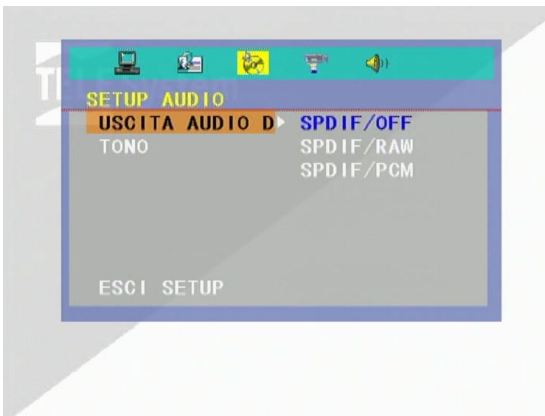 SETUP AUDIO
USCITA AUDIO D SPDIF/OFF
TONO SPDIF/RAW
SPDIF/PCM
ESCI SETUP